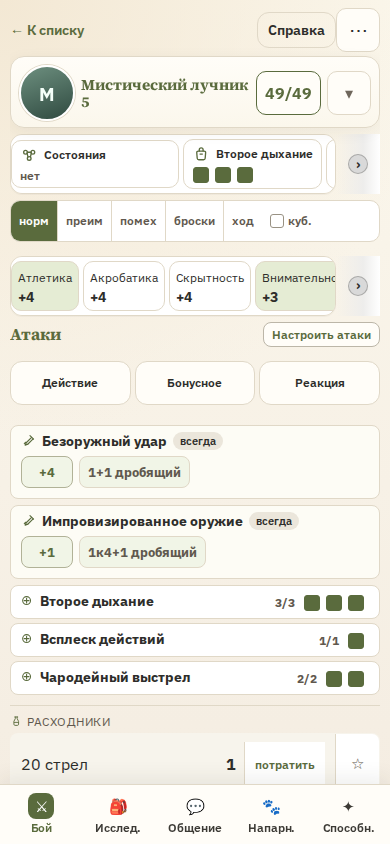 ← К списку
Справка
...
М
Мистический лучник
5
49/49
▼
Состояния
нет
Второе дыхание
›
норм
преим
помех
броски
ход
куб.
Атлетика
+4
Акробатика
+4
Скрытность
+4
Внимательно
+3
›
Атаки
Настроить атаки
Действие
Бонусное
Реакция
Безоружный удар
всегда
+4
1+1 дробящий
Импровизированное оружие
всегда
+1
1к4+1 дробящий
Второе дыхание
3/3
Всплеск действий
1/1
Чародейный выстрел
2/2
РАСХОДНИКИ
20 стрел
1
потратить
☆
Бой
Исслед.
Общение
Напарн.
Способн.